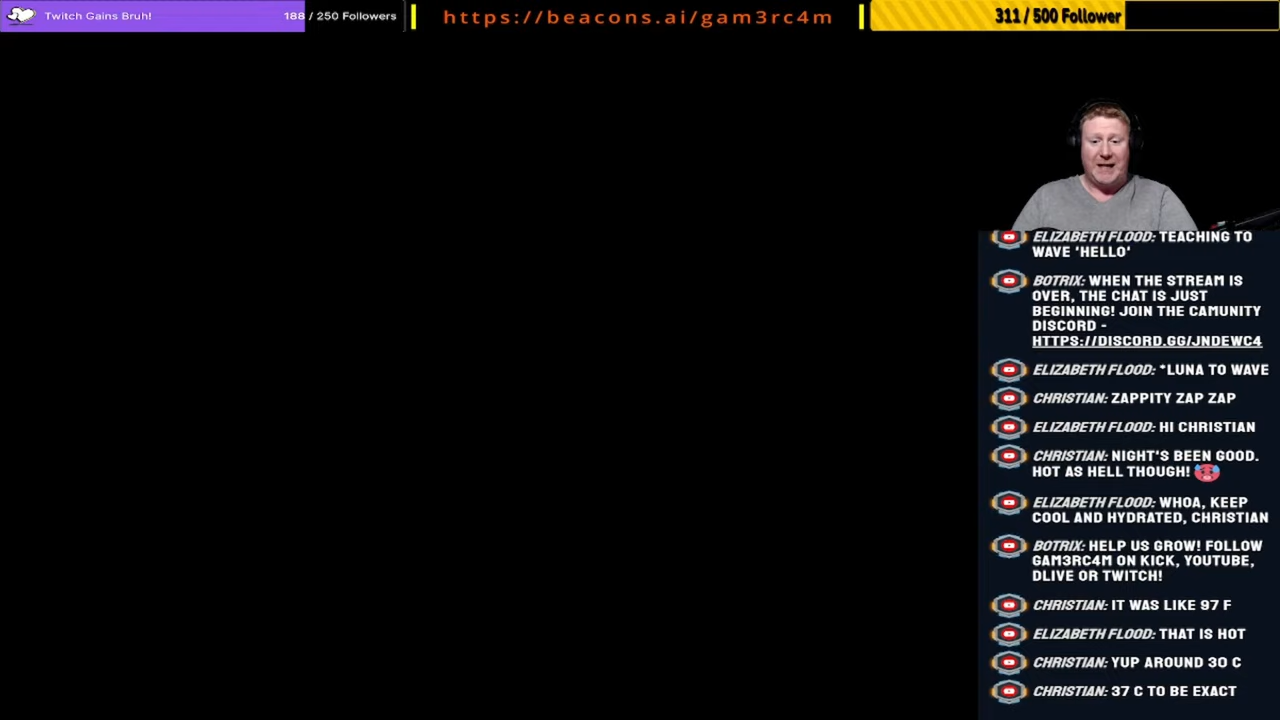 Twitch Gains Bruh! 188 / 250 Followers
https://beacons.ai/gam3rc4m
311 / 500 Follower
ELIZABETH FLOOD: TEACHING TO
WAVE 'HELLO'
BOTRIX: WHEN THE STREAM IS
OVER, THE CHAT IS JUST
BEGINNING! JOIN THE CAMUNITY
DISCORD -
HTTPS://DISCORD.GG/JNDEWC4
ELIZABETH FLOOD: *LUNA TO WAVE
CHRISTIAN: ZAPPITY ZAP ZAP
ELIZABETH FLOOD: HI CHRISTIAN
CHRISTIAN: NIGHT'S BEEN GOOD.
HOT AS HELL THOUGH!
ELIZABETH FLOOD: WHOA, KEEP
COOL AND HYDRATED, CHRISTIAN
BOTRIX: HELP US GROW! FOLLOW
GAM3RC4M ON KICK, YOUTUBE,
DLIVE OR TWITCH!
CHRISTIAN: IT WAS LIKE 97 F
ELIZABETH FLOOD: THAT IS HOT
CHRISTIAN: YUP AROUND 30 C
CHRISTIAN: 37 C TO BE EXACT